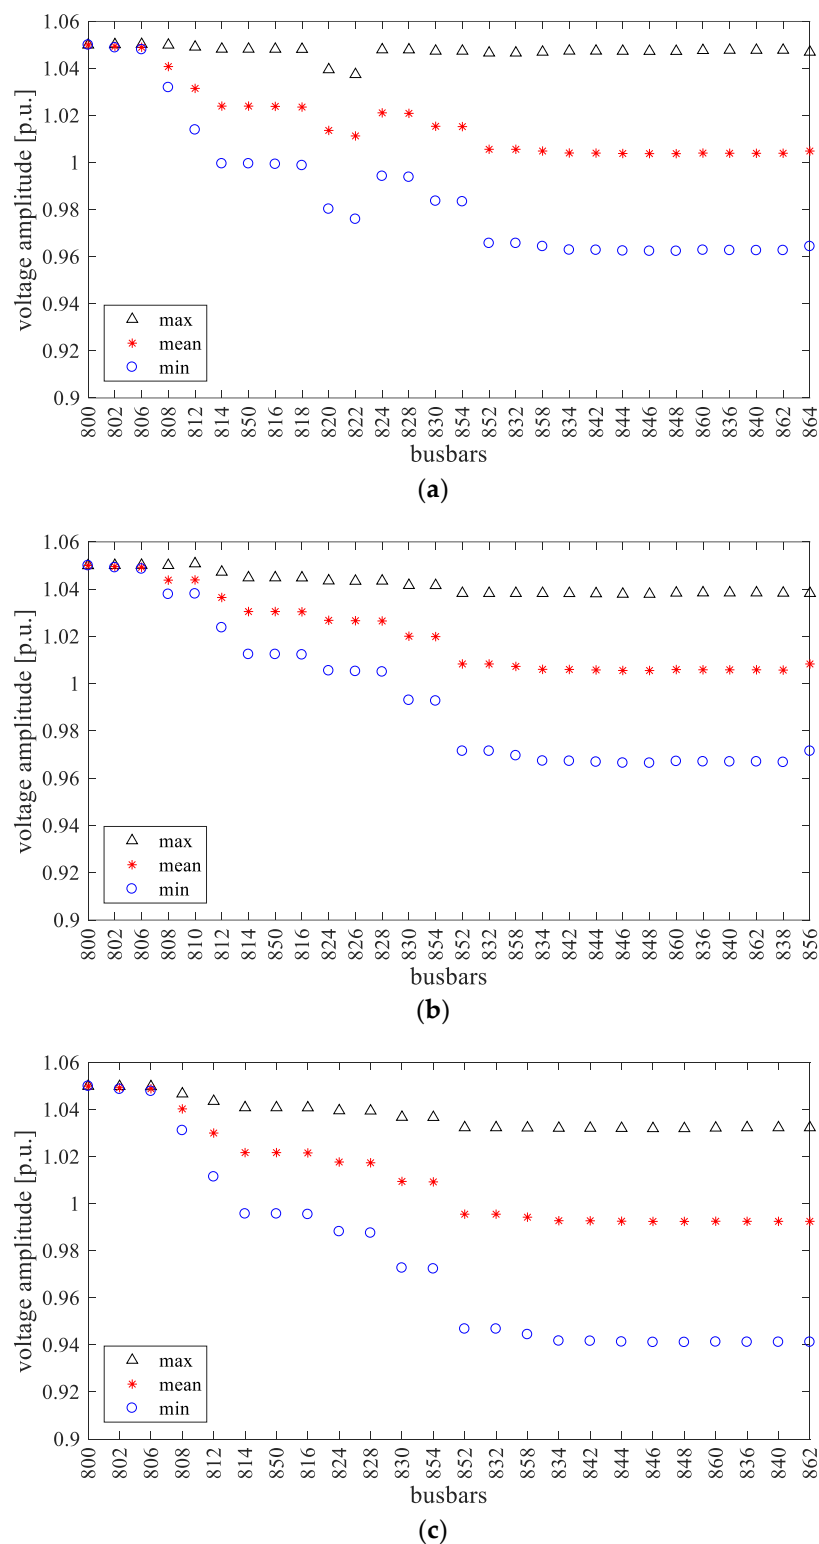 1.06
1.04
1.02
1
0.98
0.96
0.94
0.92
0.9
voltage amplitude [p.u.]
max
mean
min
800 802 806 808 812 814 850 816 818 820 822 824 828 830 854 852 832 858 834 842 844 846 848 860 836 840 862 864
busbars
(a)
1.06
1.04
1.02
1
0.98
0.96
0.94
0.92
0.9
voltage amplitude [p.u.]
max
mean
min
800 802 806 808 810 812 814 850 816 824 826 828 830 854 852 832 858 834 842 844 846 848 860 836 840 862 838 856
busbars
(b)
1.06
1.04
1.02
1
0.98
0.96
0.94
0.92
0.9
voltage amplitude [p.u.]
max
mean
min
800 802 806 808 812 814 850 816 824 828 830 854 852 832 858 834 842 844 846 848 860 836 840 862
busbars
(c)